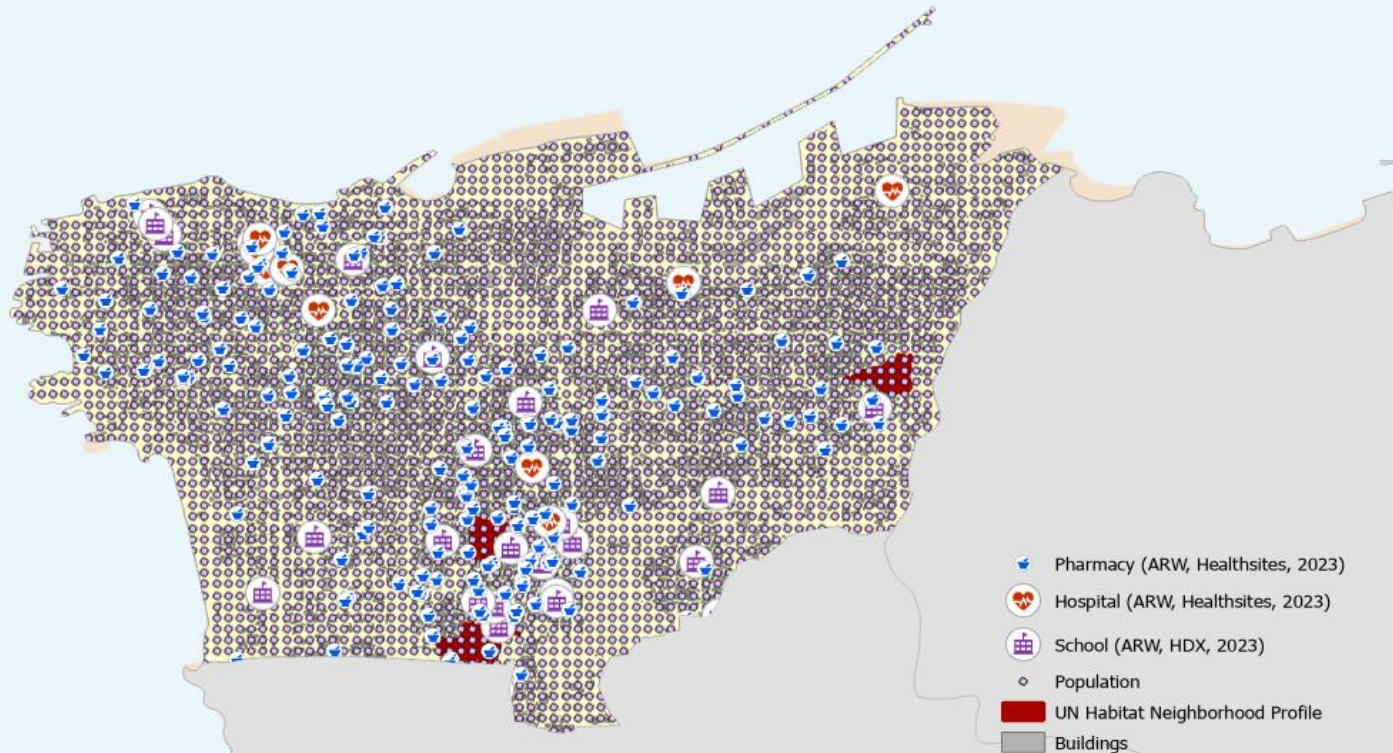 Pharmacy (ARW, Healthsites, 2023)
Hospital (ARW, Healthsites, 2023)
School (ARW, HDX, 2023)
Population
UN Habitat Neighborhood Profile
Buildings